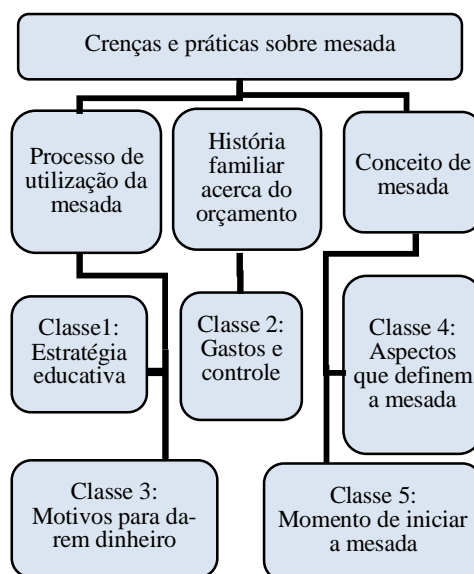 Crenças e práticas sobre mesada
Processo de
utilização da
mesada
História
familiar
acerca do
orçamento
Conceito de
mesada
Classe1:
Estratégia
educativa
Classe 2:
Gastos e
controle
Classe 4:
Aspectos
que definem
a mesada
Classe 3:
Motivos para da-
rem dinheiro
Classe 5:
Momento de iniciar
a mesada